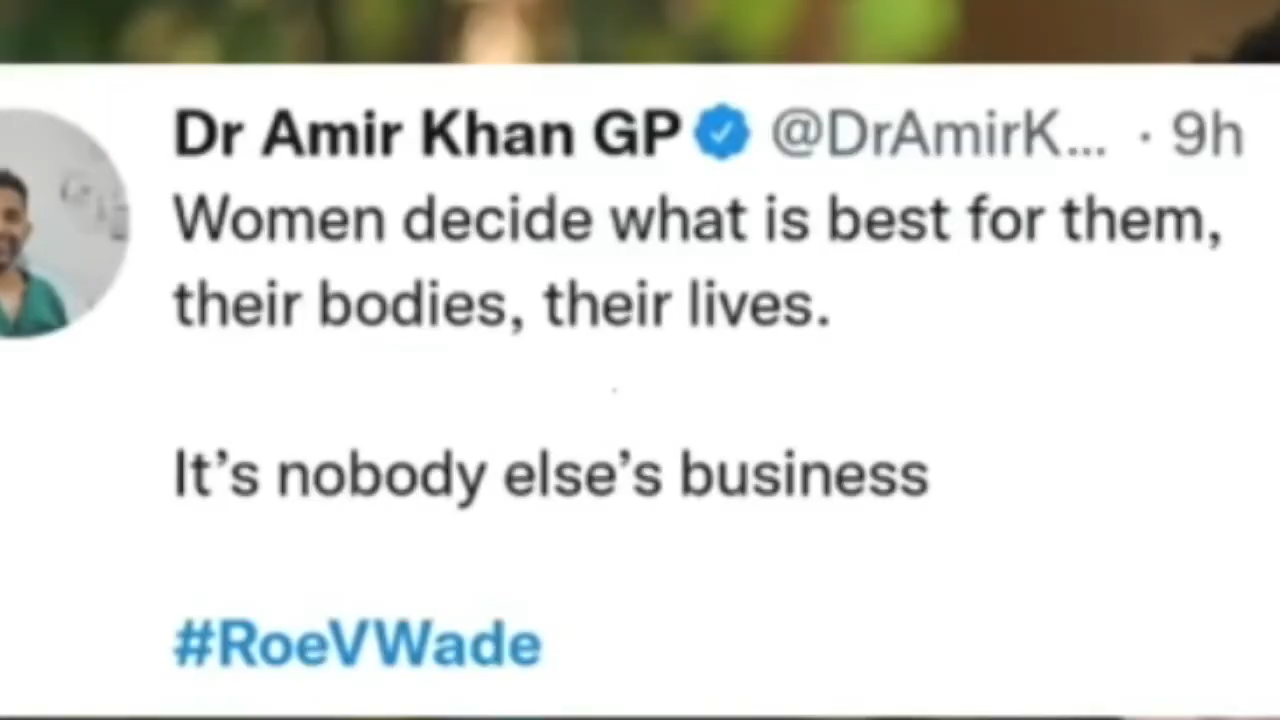 Dr Amir Khan GP @DrAmirK... · 9h
Women decide what is best for them,
their bodies, their lives.
It’s nobody else’s business
#RoeVWade